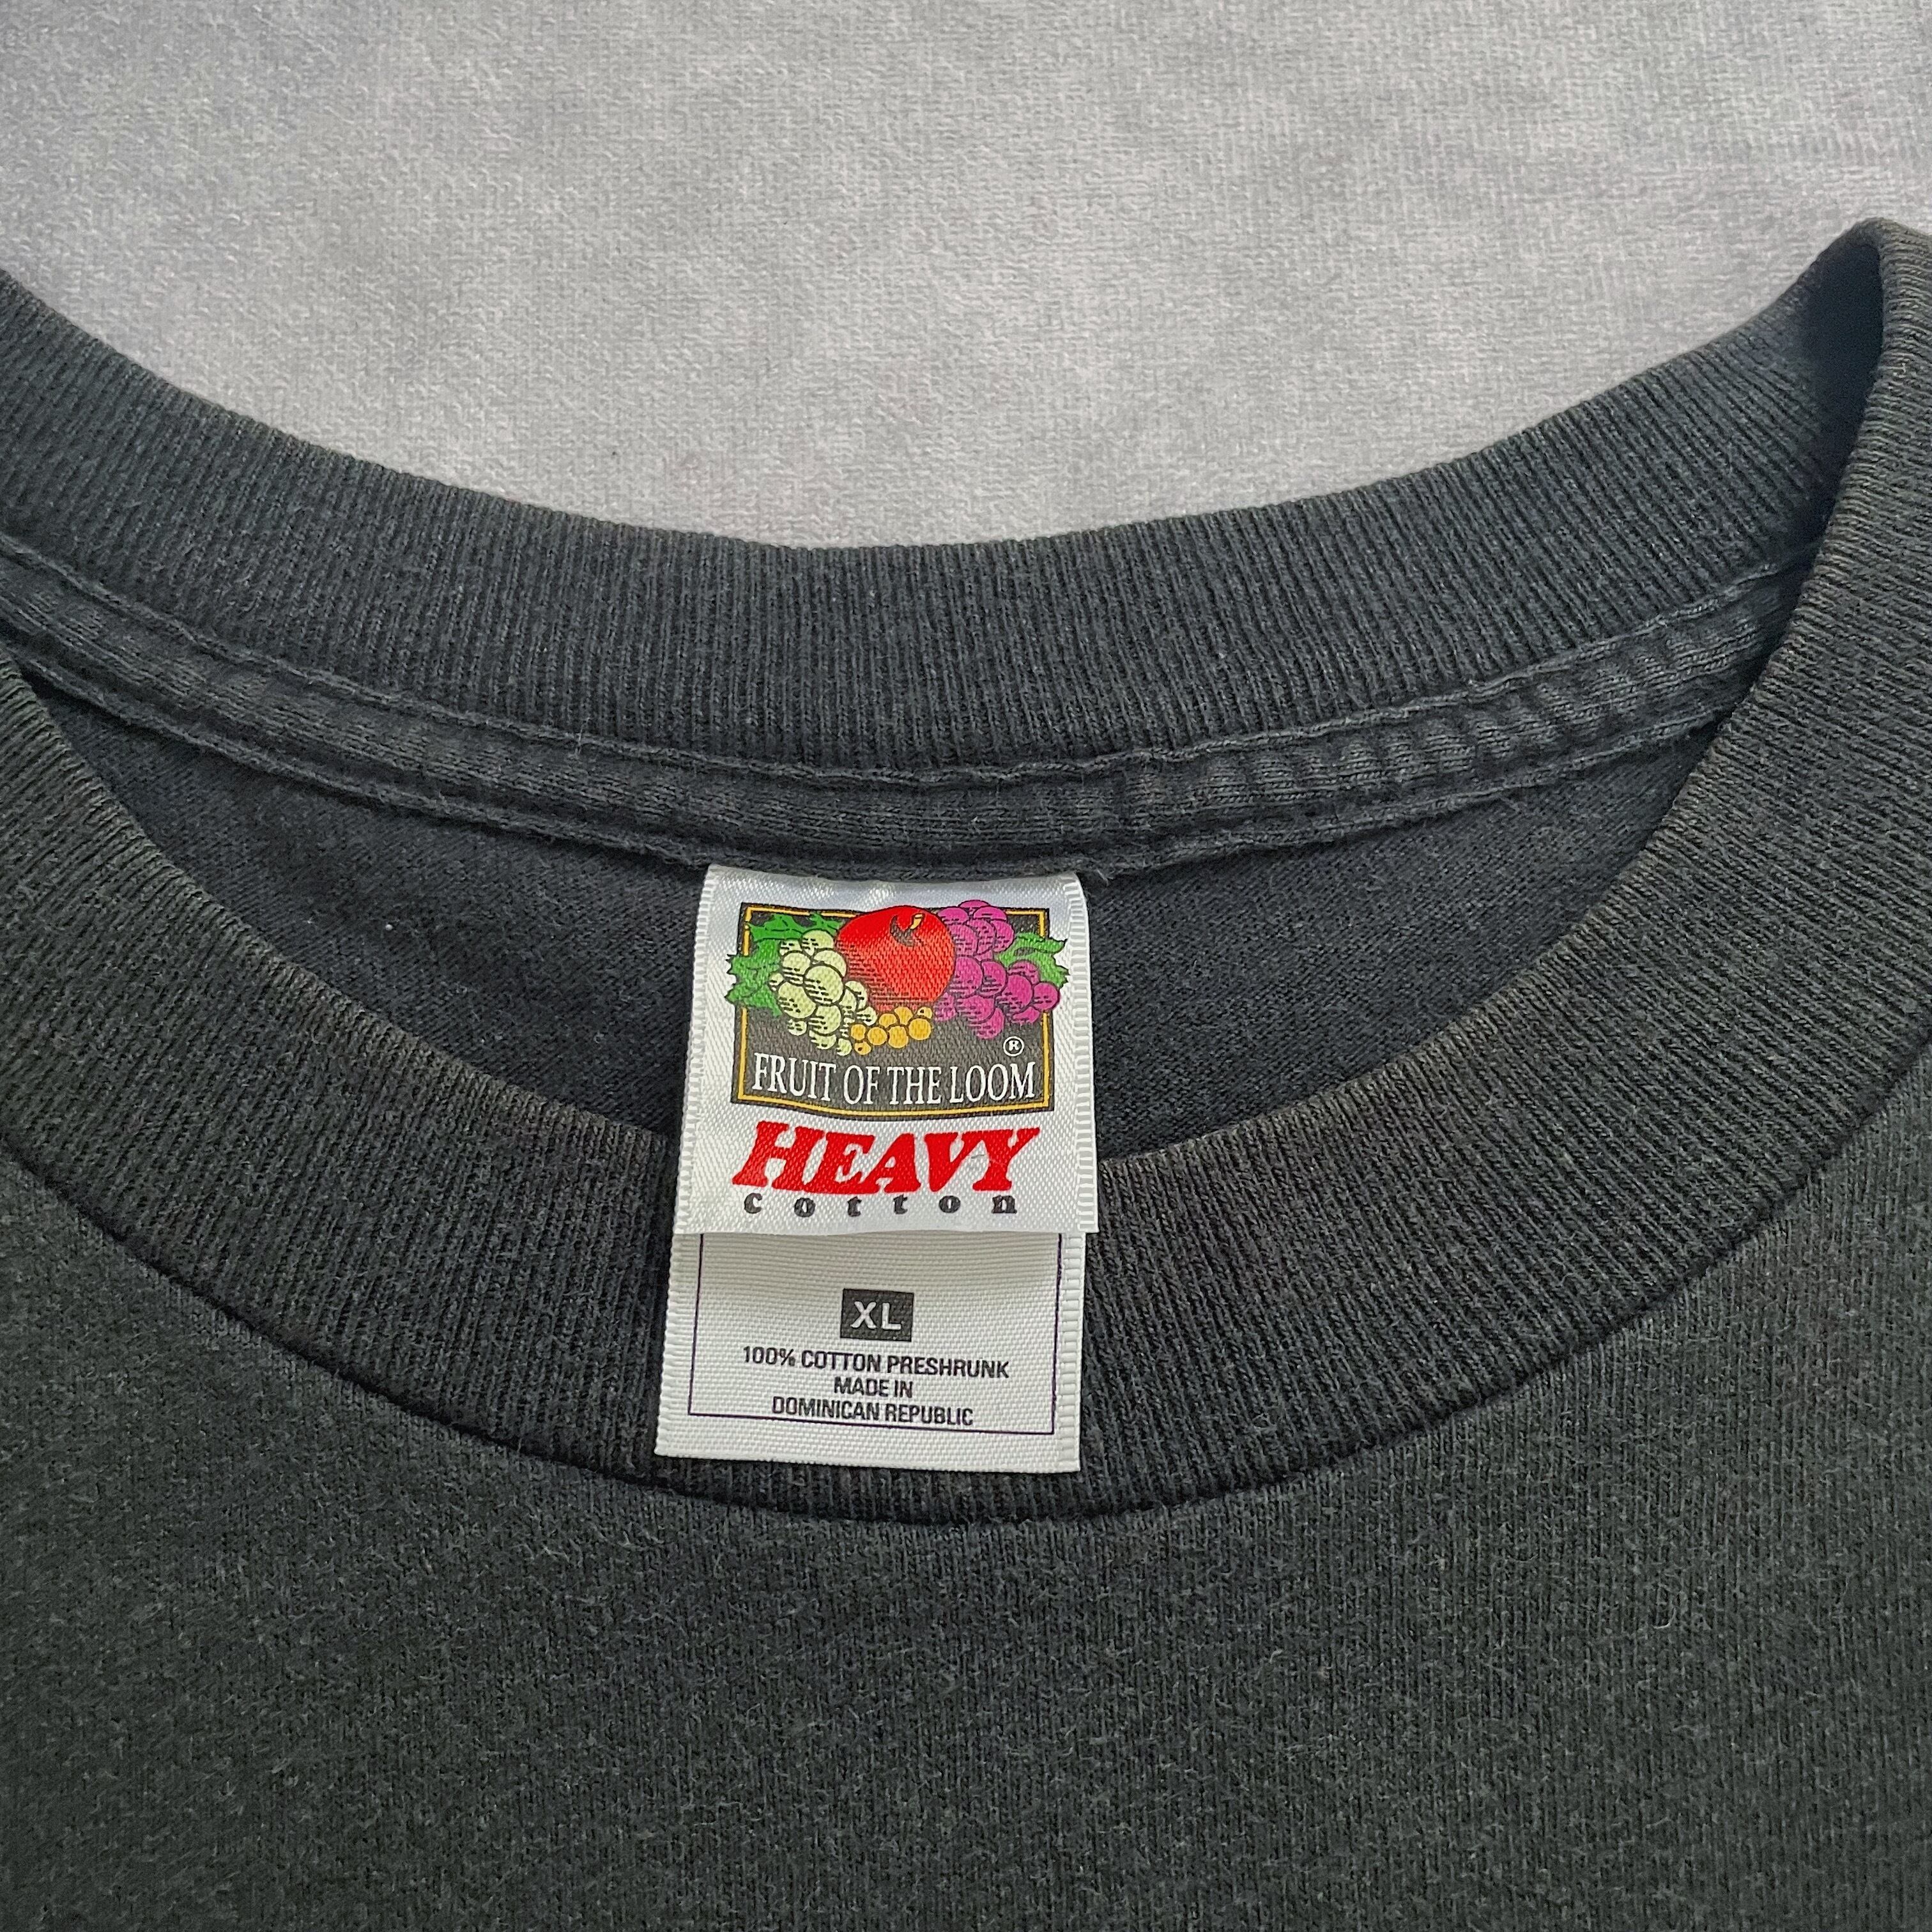 ®
FRUIT OF THE LOOM
HEAVY
cotton
XL
100% COTTON PRESHRUNK
MADE IN
DOMINICAN REPUBLIC